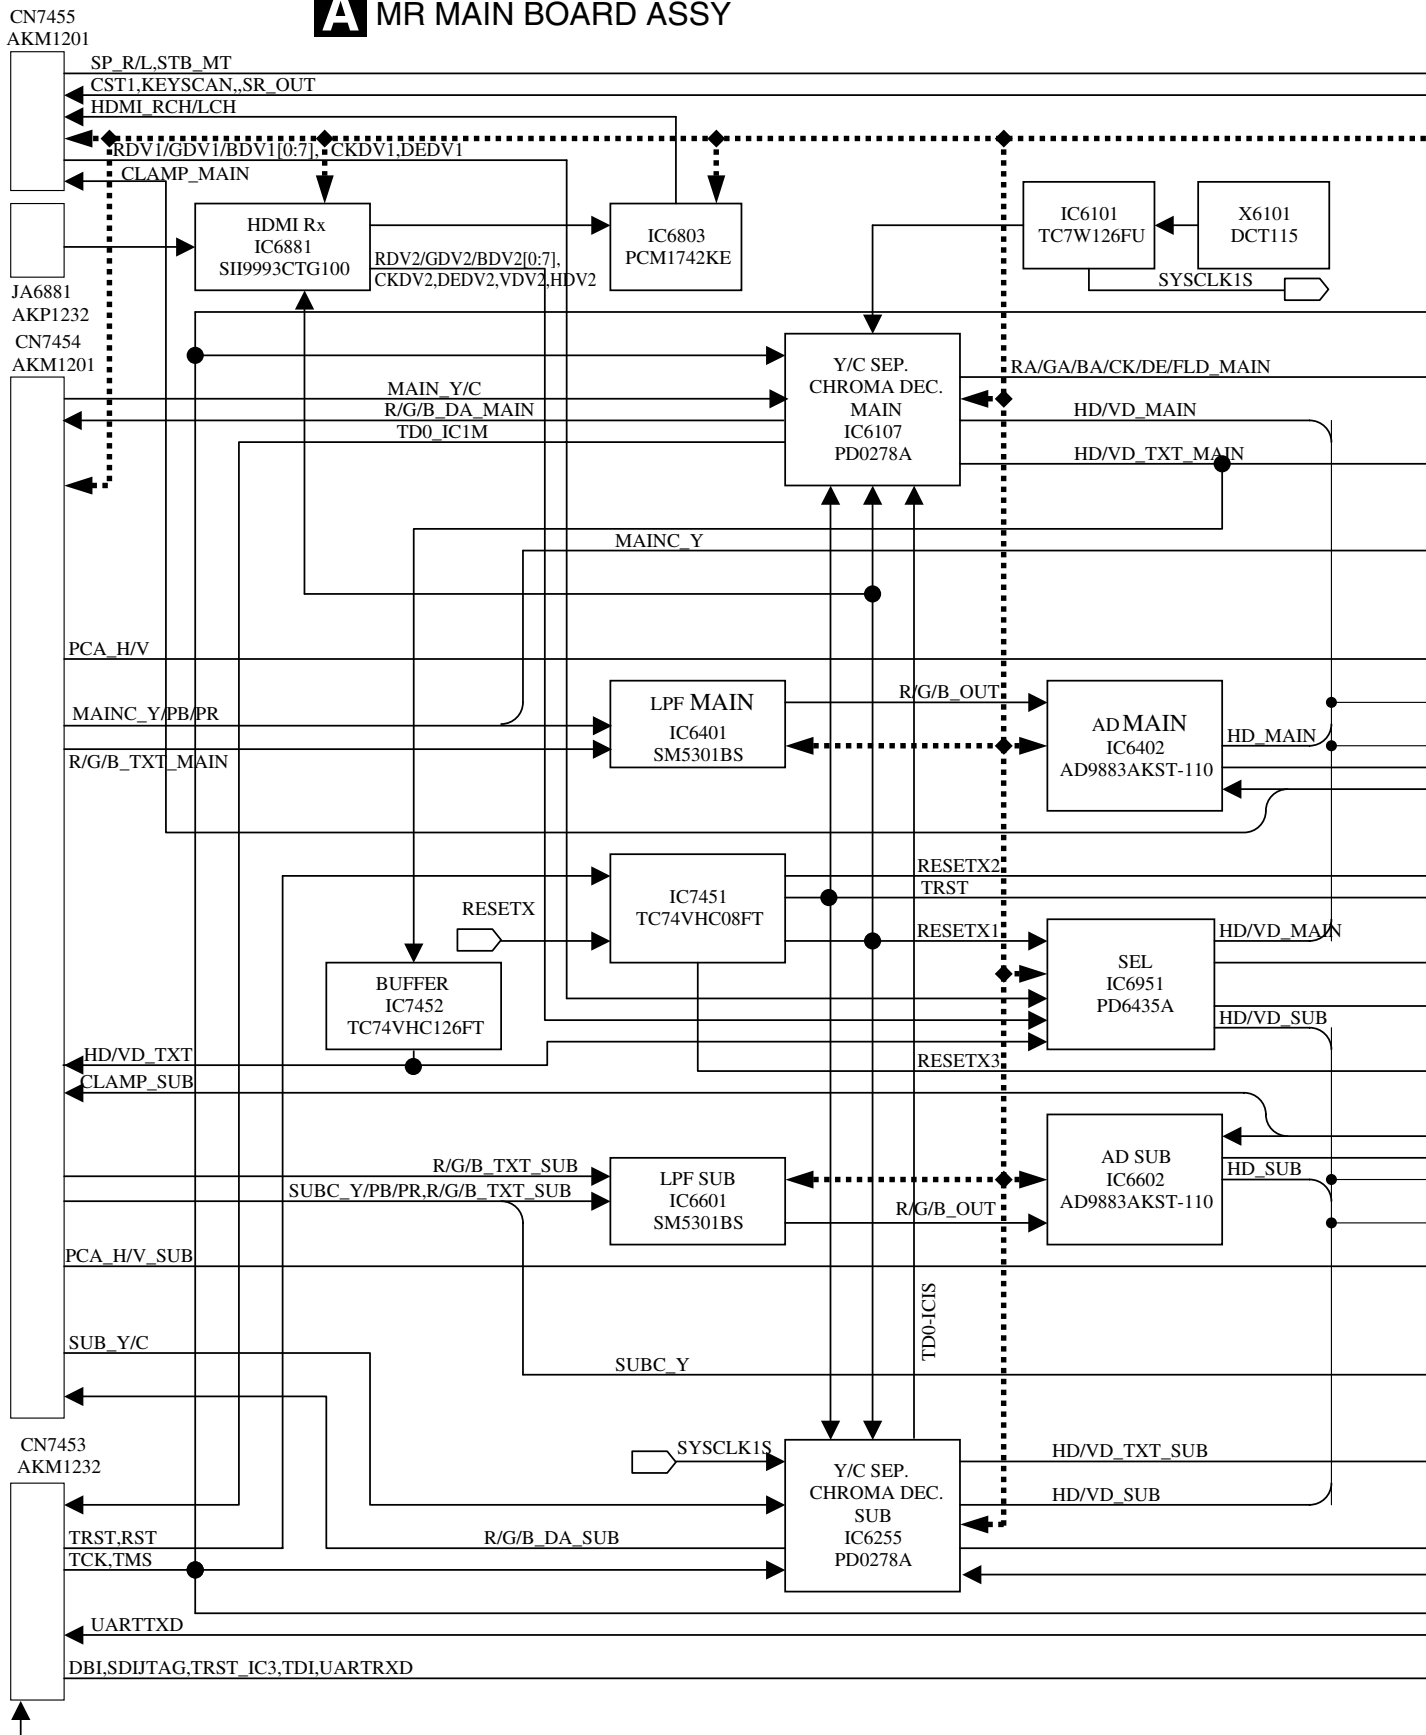 A MR MAIN BOARD ASSY
CN7455
AKM1201
SP_R/L,STB_MT
CST1,KEYSCAN,,SR_OUT
HDMI_RCH/LCH
RDV1/GDV1/BDV1[0:7], CKDV1,DEDV1
CLAMP_MAIN
HDMI Rx
IC6881
SII9993CTG100
IC6803
PCM1742KE
IC6101
TC7W126FU
X6101
DCT115
RDV2/GDV2/BDV2[0:7],
CKDV2,DEDV2,VDV2,HDV2
SYSCLK1S
JA6881
AKP1232
CN7454
AKM1201
Y/C SEP.
CHROMA DEC.
MAIN
IC6107
PD0278A
RA/GA/BA/CK/DE/FLD_MAIN
MAIN_Y/C
R/G/B_DA_MAIN
TD0_IC1M
HD/VD_MAIN
HD/VD_TXT_MAIN
MAINC_Y
PCA_H/V
MAINC_Y/PB/PR
R/G/B_TXT_MAIN
LPF MAIN
IC6401
SM5301BS
R/G/B_OUT
AD MAIN
IC6402
AD9883AKST-110
HD_MAIN
IC7451
TC74VHC08FT
RESETX2
TRST
RESETX
RESETX1
SEL
IC6951
PD6435A
HD/VD_MAIN
HD/VD_SUB
BUFFER
IC7452
TC74VHC126FT
HD/VD_TXT
CLAMP_SUB
RESETX3
R/G/B_TXT_SUB
SUBC_Y/PB/PR,R/G/B_TXT_SUB
LPF SUB
IC6601
SM5301BS
R/G/B_OUT
AD SUB
IC6602
AD9883AKST-110
HD_SUB
PCA_H/V_SUB
TD0-ICIS
SUB_Y/C
SUBC_Y
CN7453
AKM1232
SYSCLK1S
Y/C SEP.
CHROMA DEC.
SUB
IC6255
PD0278A
HD/VD_TXT_SUB
HD/VD_SUB
TRST,RST
R/G/B_DA_SUB
TCK,TMS
UARTTXD
DBI,SDIJTAG,TRST_IC3,TDI,UARTRXD